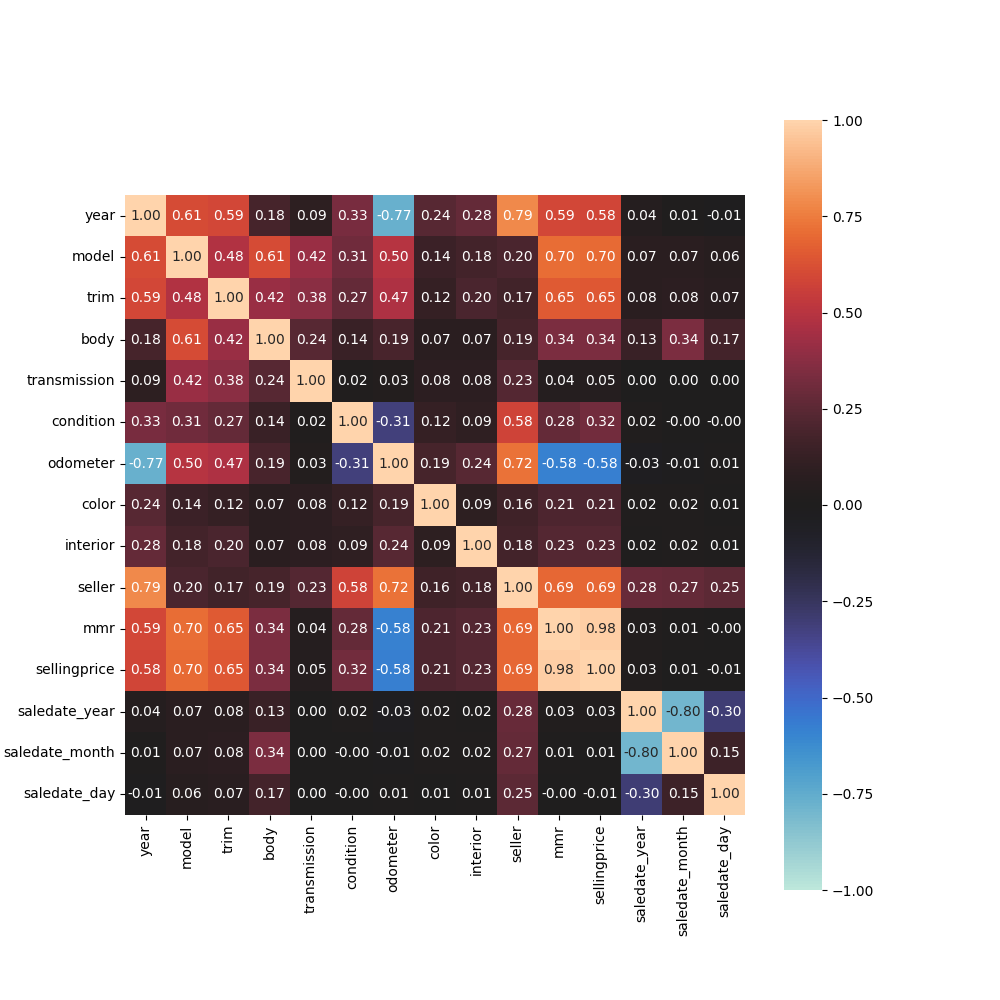 year 1.00 0.61 0.59 0.18 0.09 0.33 -0.77 0.24 0.28 0.79 0.59 0.58 0.04 0.01 -0.01
model 0.61 1.00 0.48 0.61 0.42 0.31 0.50 0.14 0.18 0.20 0.70 0.70 0.07 0.07 0.06
trim 0.59 0.48 1.00 0.42 0.38 0.27 0.47 0.12 0.20 0.17 0.65 0.65 0.08 0.08 0.07
body 0.18 0.61 0.42 1.00 0.24 0.14 0.19 0.07 0.07 0.19 0.34 0.34 0.13 0.34 0.17
transmission 0.09 0.42 0.38 0.24 1.00 0.02 0.03 0.08 0.08 0.23 0.04 0.05 0.00 0.00 0.00
condition 0.33 0.31 0.27 0.14 0.02 1.00 -0.31 0.12 0.09 0.58 0.28 0.32 0.02 -0.00 -0.00
odometer -0.77 0.50 0.47 0.19 0.03 -0.31 1.00 0.19 0.24 0.72 -0.58 -0.58 -0.03 -0.01 0.01
color 0.24 0.14 0.12 0.07 0.08 0.12 0.19 1.00 0.09 0.16 0.21 0.21 0.02 0.02 0.01
interior 0.28 0.18 0.20 0.07 0.08 0.09 0.24 0.09 1.00 0.18 0.23 0.23 0.02 0.02 0.01
seller 0.79 0.20 0.17 0.19 0.23 0.58 0.72 0.16 0.18 1.00 0.69 0.69 0.28 0.27 0.25
mmr 0.59 0.70 0.65 0.34 0.04 0.28 -0.58 0.21 0.23 0.69 1.00 0.98 0.03 0.01 -0.00
sellingprice 0.58 0.70 0.65 0.34 0.05 0.32 -0.58 0.21 0.23 0.69 0.98 1.00 0.03 0.01 -0.01
saledate_year 0.04 0.07 0.08 0.13 0.00 0.02 -0.03 0.02 0.02 0.28 0.03 0.03 1.00 -0.80 -0.30
saledate_month 0.01 0.07 0.08 0.34 0.00 -0.00 -0.01 0.02 0.02 0.27 0.01 0.01 -0.80 1.00 0.15
saledate_day -0.01 0.06 0.07 0.17 0.00 -0.00 0.01 0.01 0.01 0.25 -0.00 -0.01 -0.30 0.15 1.00
year
model
trim
body
transmission
condition
odometer
color
interior
seller
mmr
sellingprice
saledate_year
saledate_month
saledate_day
1.00
0.75
0.50
0.25
0.00
−0.25
−0.50
−0.75
−1.00